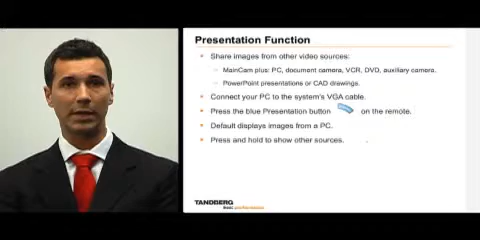 Presentation Function
Share images from other video sources:
MainCam plus: PC, document camera, VCR, DVD, auxiliary camera.
PowerPoint presentations or CAD drawings.
Connect your PC to the system's VGA cable.
Press the blue Presentation button on the remote.
Default displays images from a PC.
Press and hold to show other sources.
TANDBERG